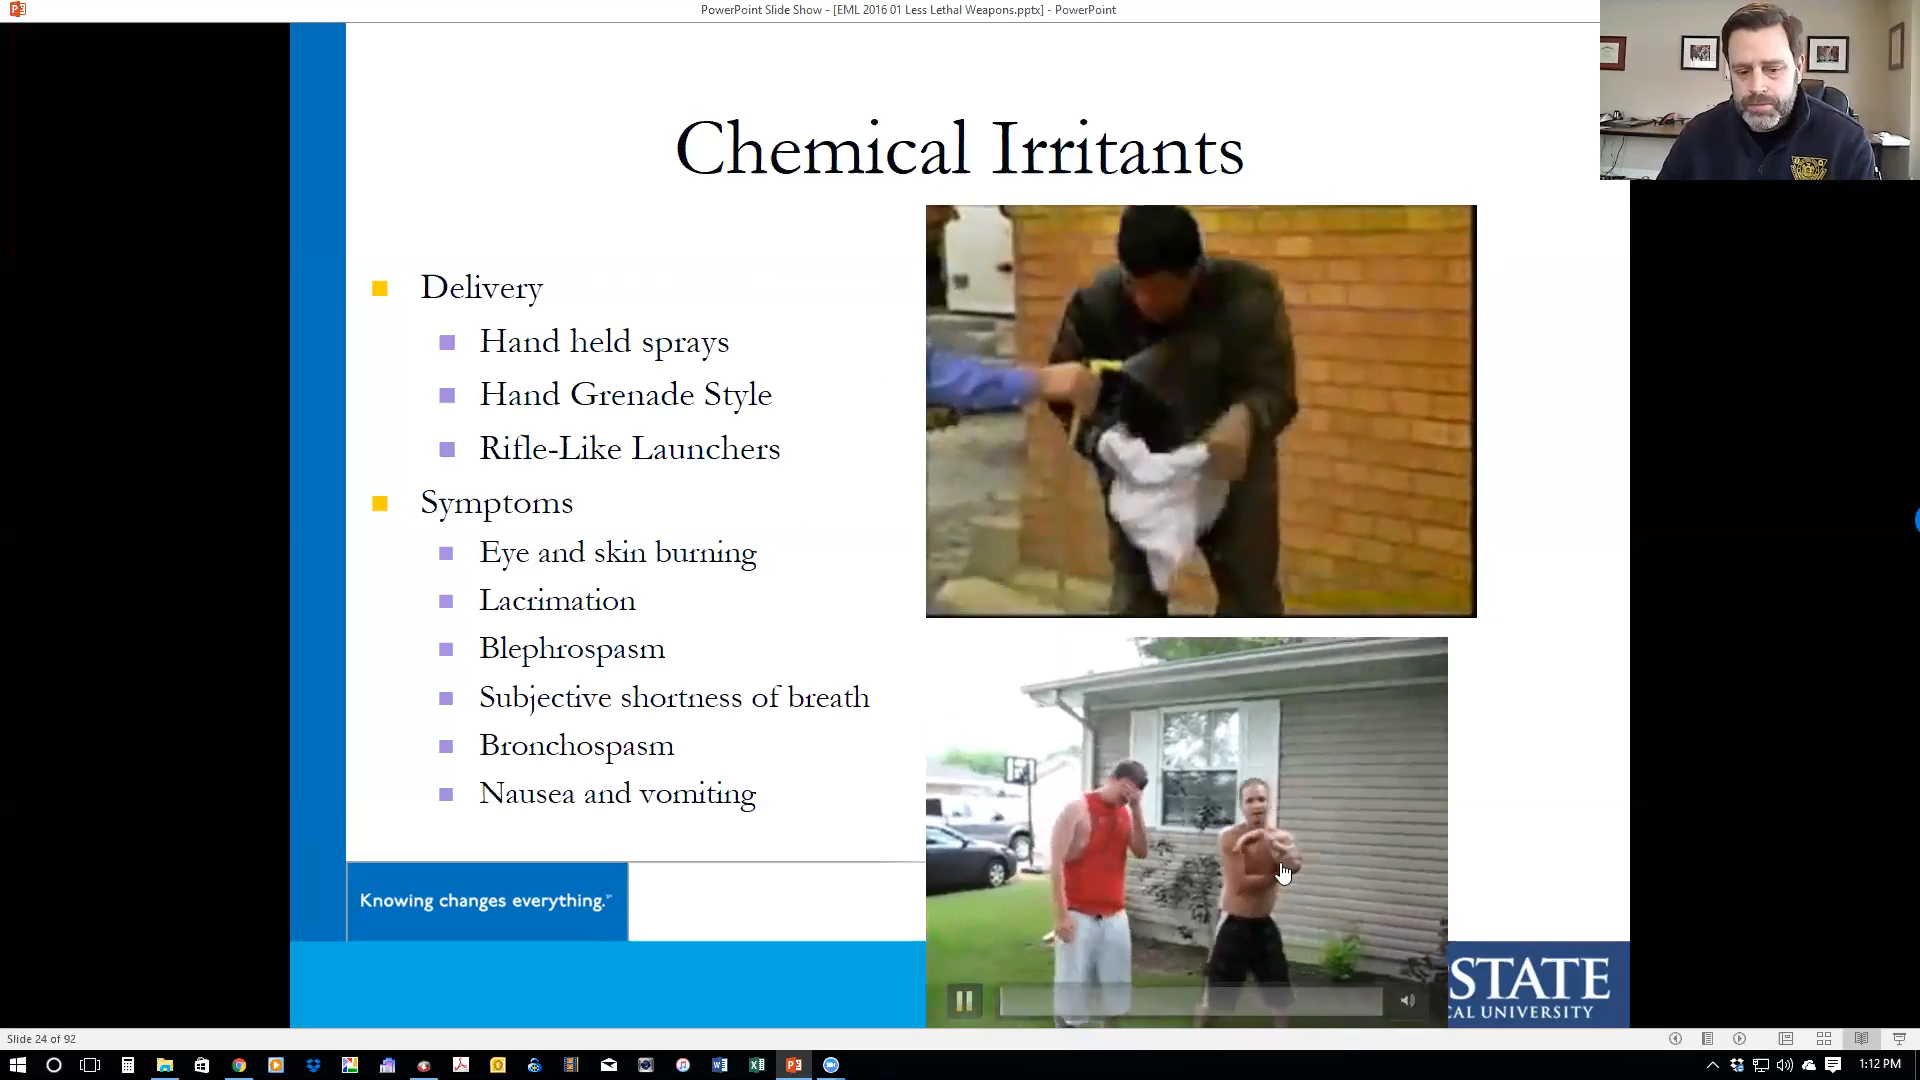 PowerPoint Slide Show - [EML 2016 01 Less Lethal Weapons.pptx] - PowerPoint
Chemical Irritants
Delivery
Hand held sprays
Hand Grenade Style
Rifle-Like Launchers
Symptoms
Eye and skin burning
Lacrimation
Blephrospasm
Subjective shortness of breath
Bronchospasm
Nausea and vomiting
Knowing changes everything.
STATE
CAL UNIVERSITY
Slide 24 of 92
1:12 PM